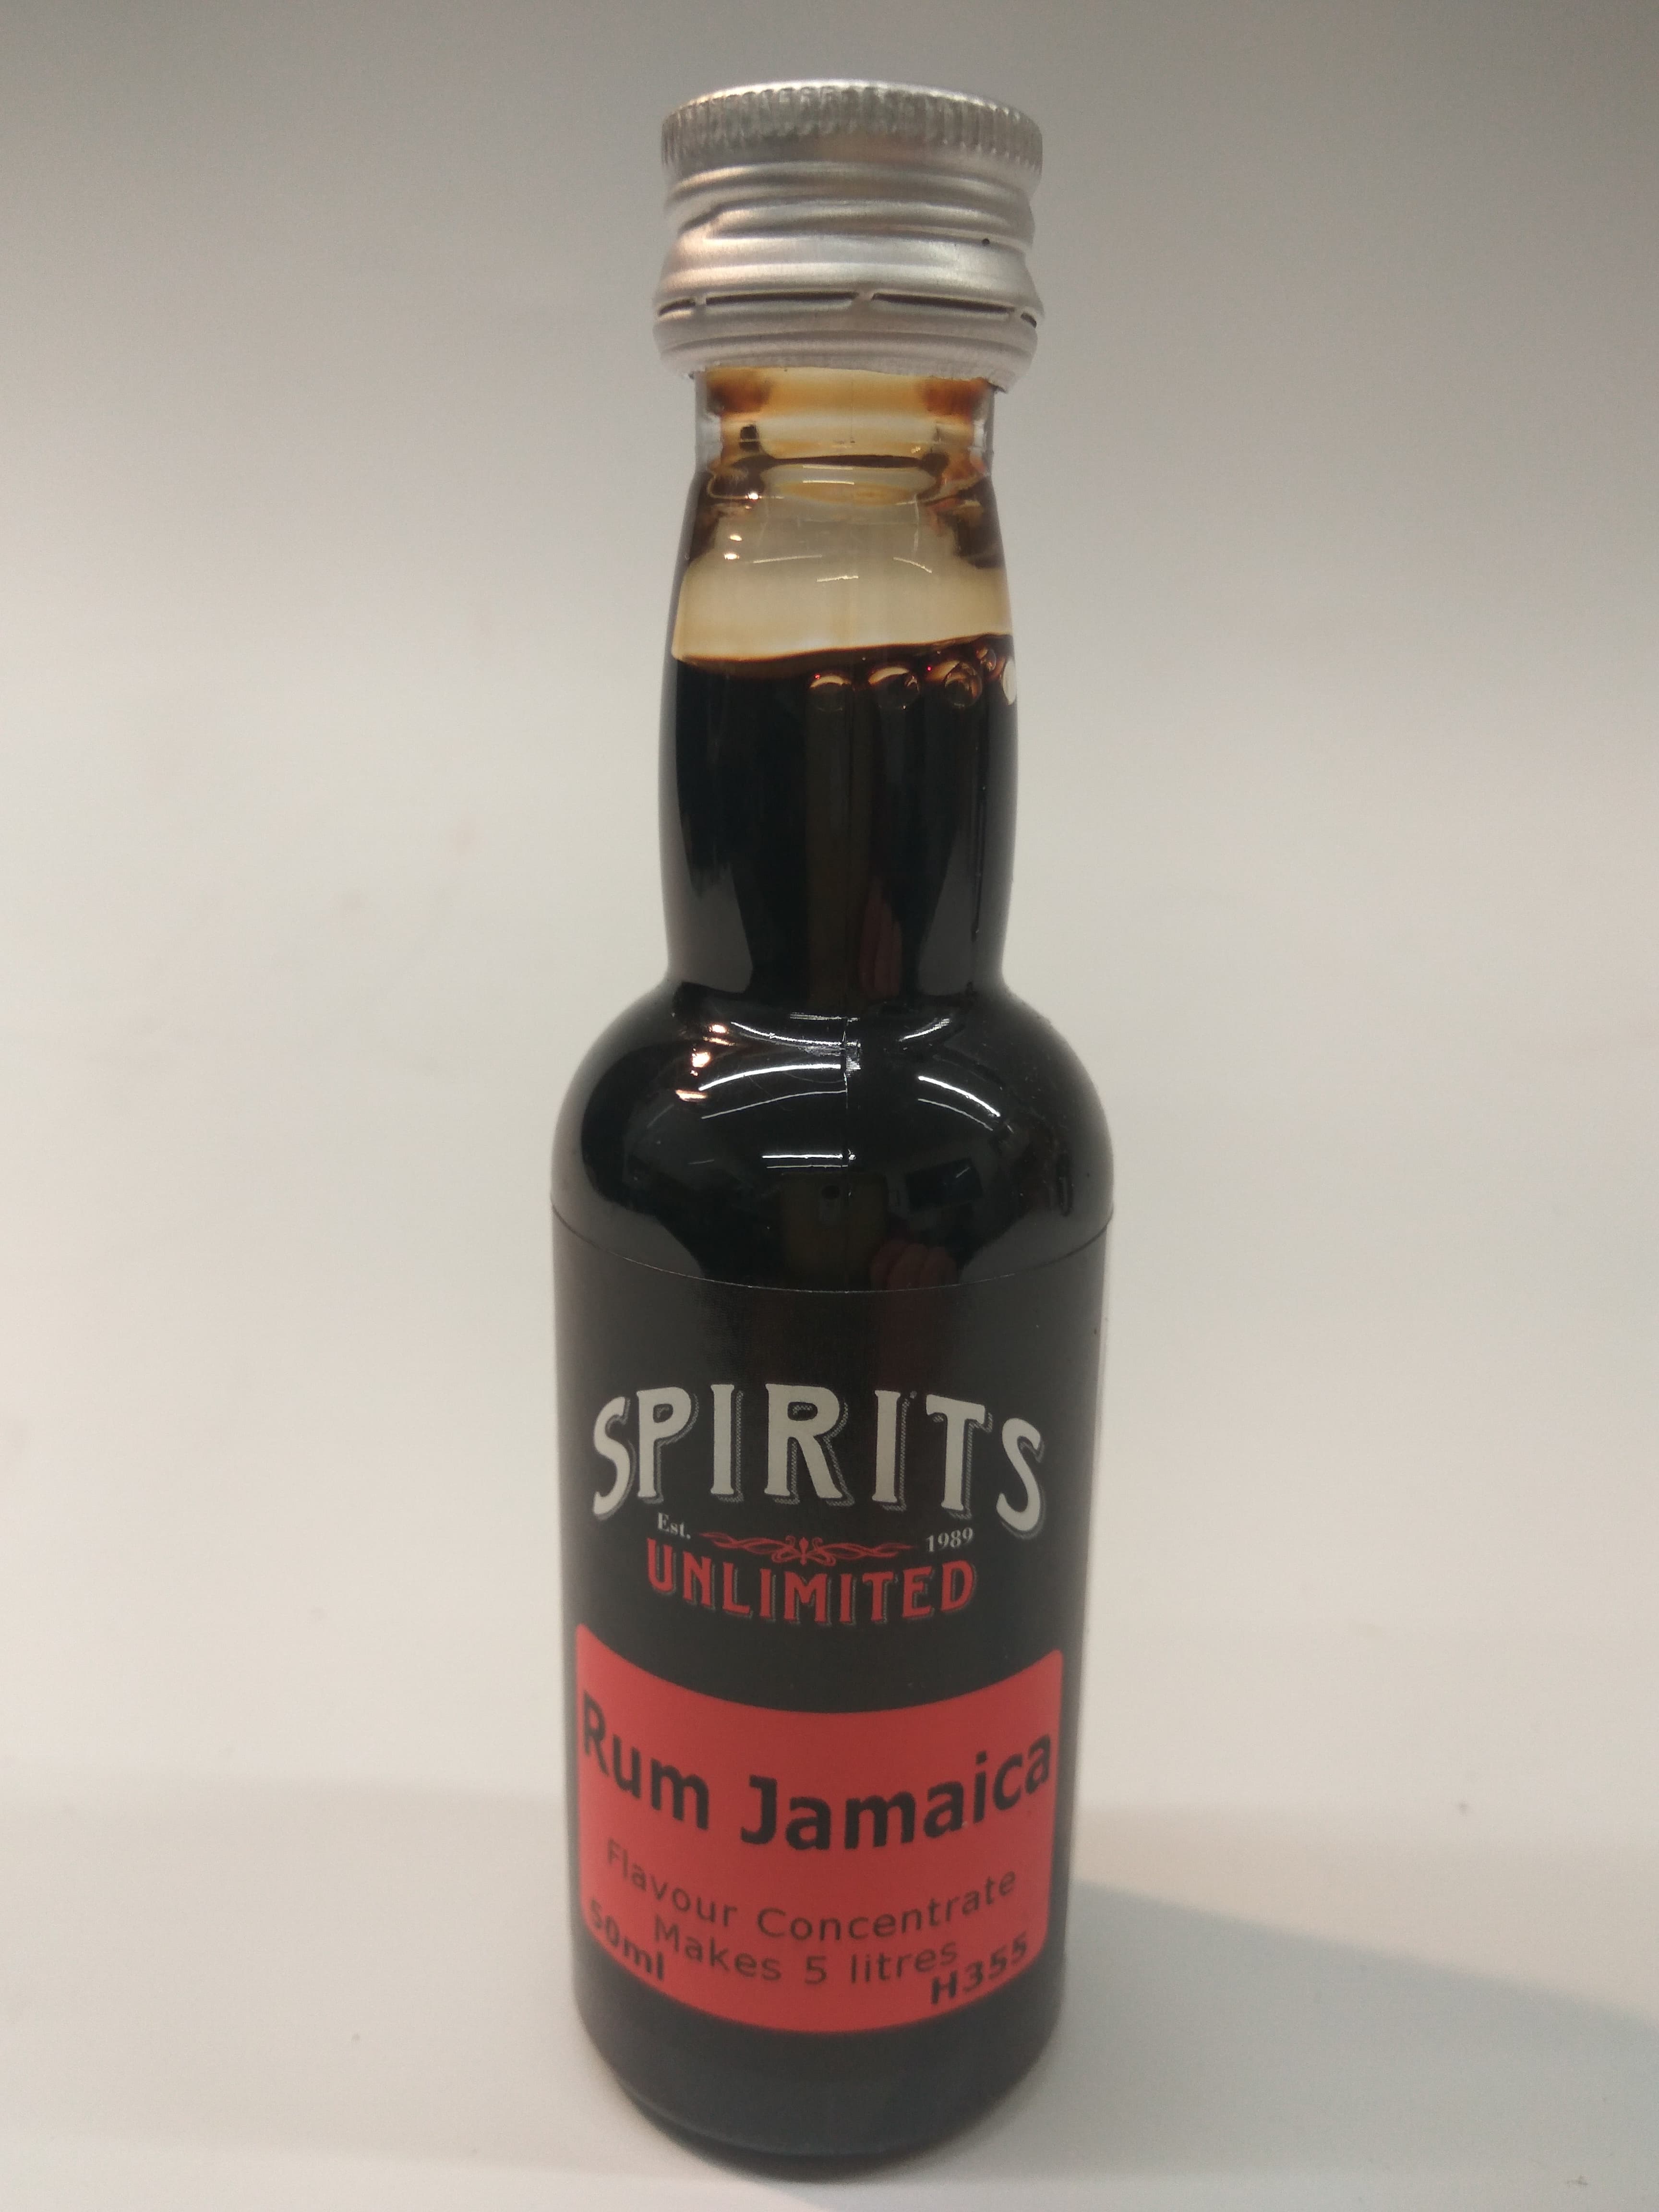 SPIRITS
Est. 1989
UNLIMITED
Rum Jamaica
Flavour Concentrate
Makes 5 litres
50ml H355